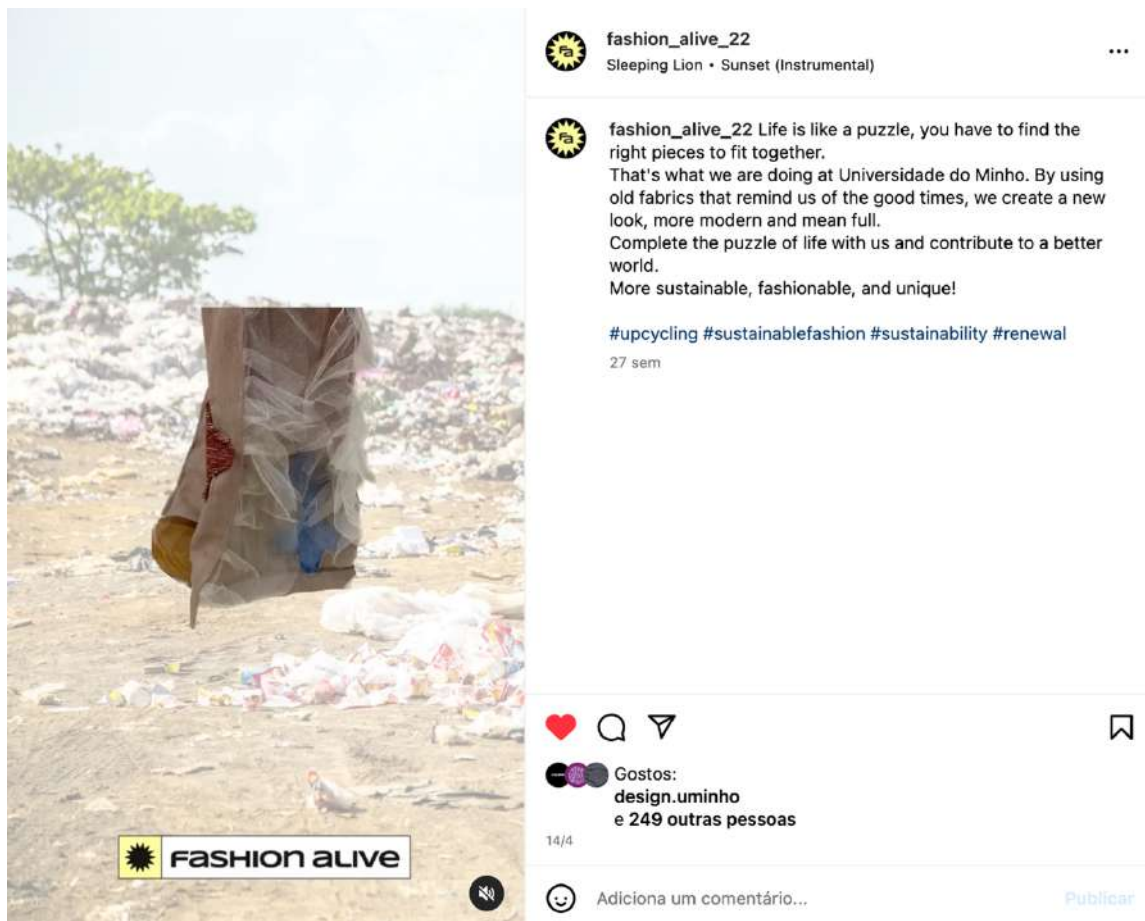 fashion_alive_22
Sleeping Lion • Sunset (Instrumental)
Fa
Fa
fashion_alive_22 Life is like a puzzle, you have to find the
right pieces to fit together.
That's what we are doing at Universidade do Minho. By using
old fabrics that remind us of the good times, we create a new
look, more modern and mean full.
Complete the puzzle of life with us and contribute to a better
world.
More sustainable, fashionable, and unique!
#upcycling #sustainablefashion #sustainability #renewal
27 sem
Gostos:
design.uminho
e 249 outras pessoas
14/4
FASHION ALIVE
Adiciona um comentário...
Publicar